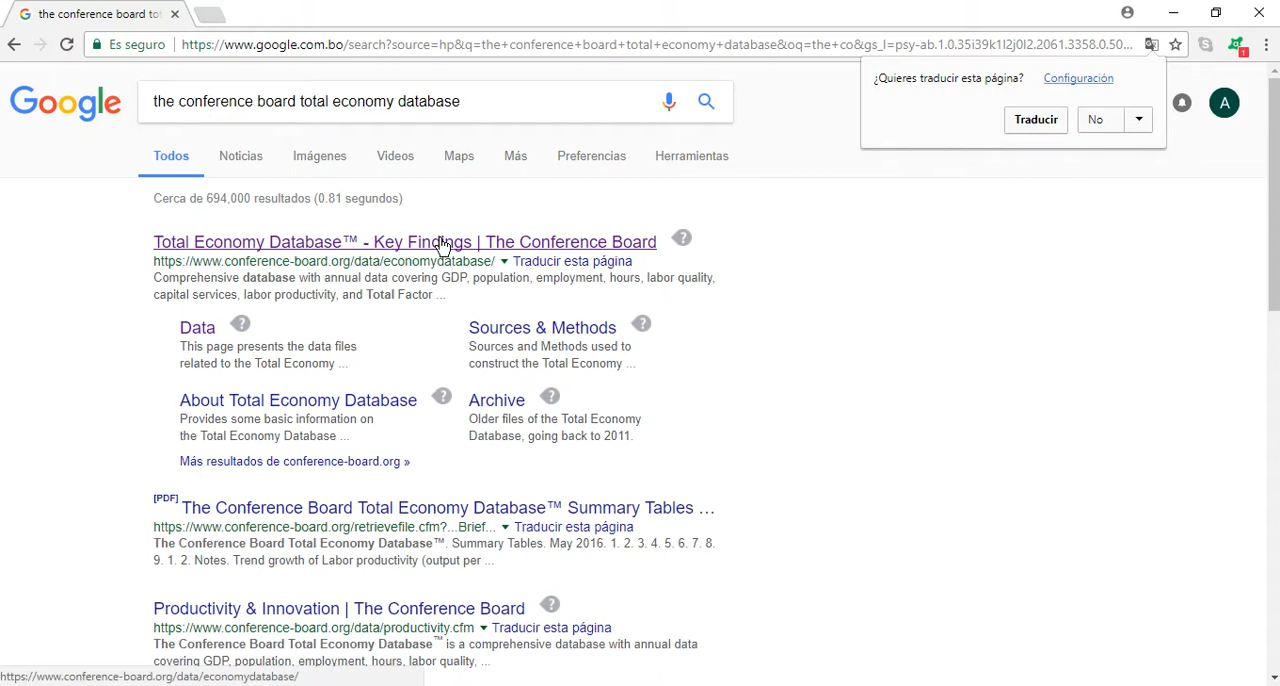 the conference board tot
Es seguro
https://www.google.com.bo/search?source=hp&q=the+conference+board+total+economy+database&oq=the+co&gs_l=psy-ab.1.0.35i39k1l2j0l2.2061.3358.0.50...
¿Quieres traducir esta página? Configuración
Traducir No
1
Google
the conference board total economy database
A
Todos Noticias Imágenes Videos Maps Más Preferencias Herramientas
Cerca de 694,000 resultados (0.81 segundos)
Total Economy Database™ - Key Findings | The Conference Board ?
https://www.conference-board.org/data/economydatabase/ Traducir esta página
Comprehensive database with annual data covering GDP, population, employment, hours, labor quality,
capital services, labor productivity, and Total Factor ...
Data ?
This page presents the data files
related to the Total Economy ...
Sources & Methods ?
Sources and Methods used to
construct the Total Economy ...
About Total Economy Database ?
Provides some basic information on
the Total Economy Database ...
Archive ?
Older files of the Total Economy
Database, going back to 2011.
Más resultados de conference-board.org »
[PDF] The Conference Board Total Economy Database™ Summary Tables ...
https://www.conference-board.org/retrievefile.cfm?...Brief... Traducir esta página
The Conference Board Total Economy Database™. Summary Tables. May 2016. 1. 2. 3. 4. 5. 6. 7. 8.
9. 1. 2. Notes. Trend growth of Labor productivity (output per ...
Productivity & Innovation | The Conference Board ?
https://www.conference-board.org/data/productivity.cfm Traducir esta página
The Conference Board Total Economy Database™ is a comprehensive database with annual data
covering GDP, population, employment, hours, labor quality, ...
https://www.conference-board.org/data/economydatabase/